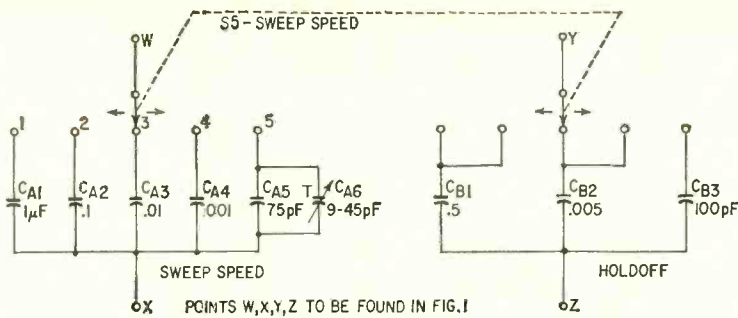 S5-SWEEP SPEED
W
Y
1
2
3
4
5
CA1
1µF
CA2
.1
CA3
.01
CA4
.001
CA5
75pF
T
CA6
9-45pF
CB1
.5
CB2
.005
CB3
100pF
SWEEP SPEED
HOLDOFF
X
POINTS W,X,Y,Z TO BE FOUND IN FIG.1
Z